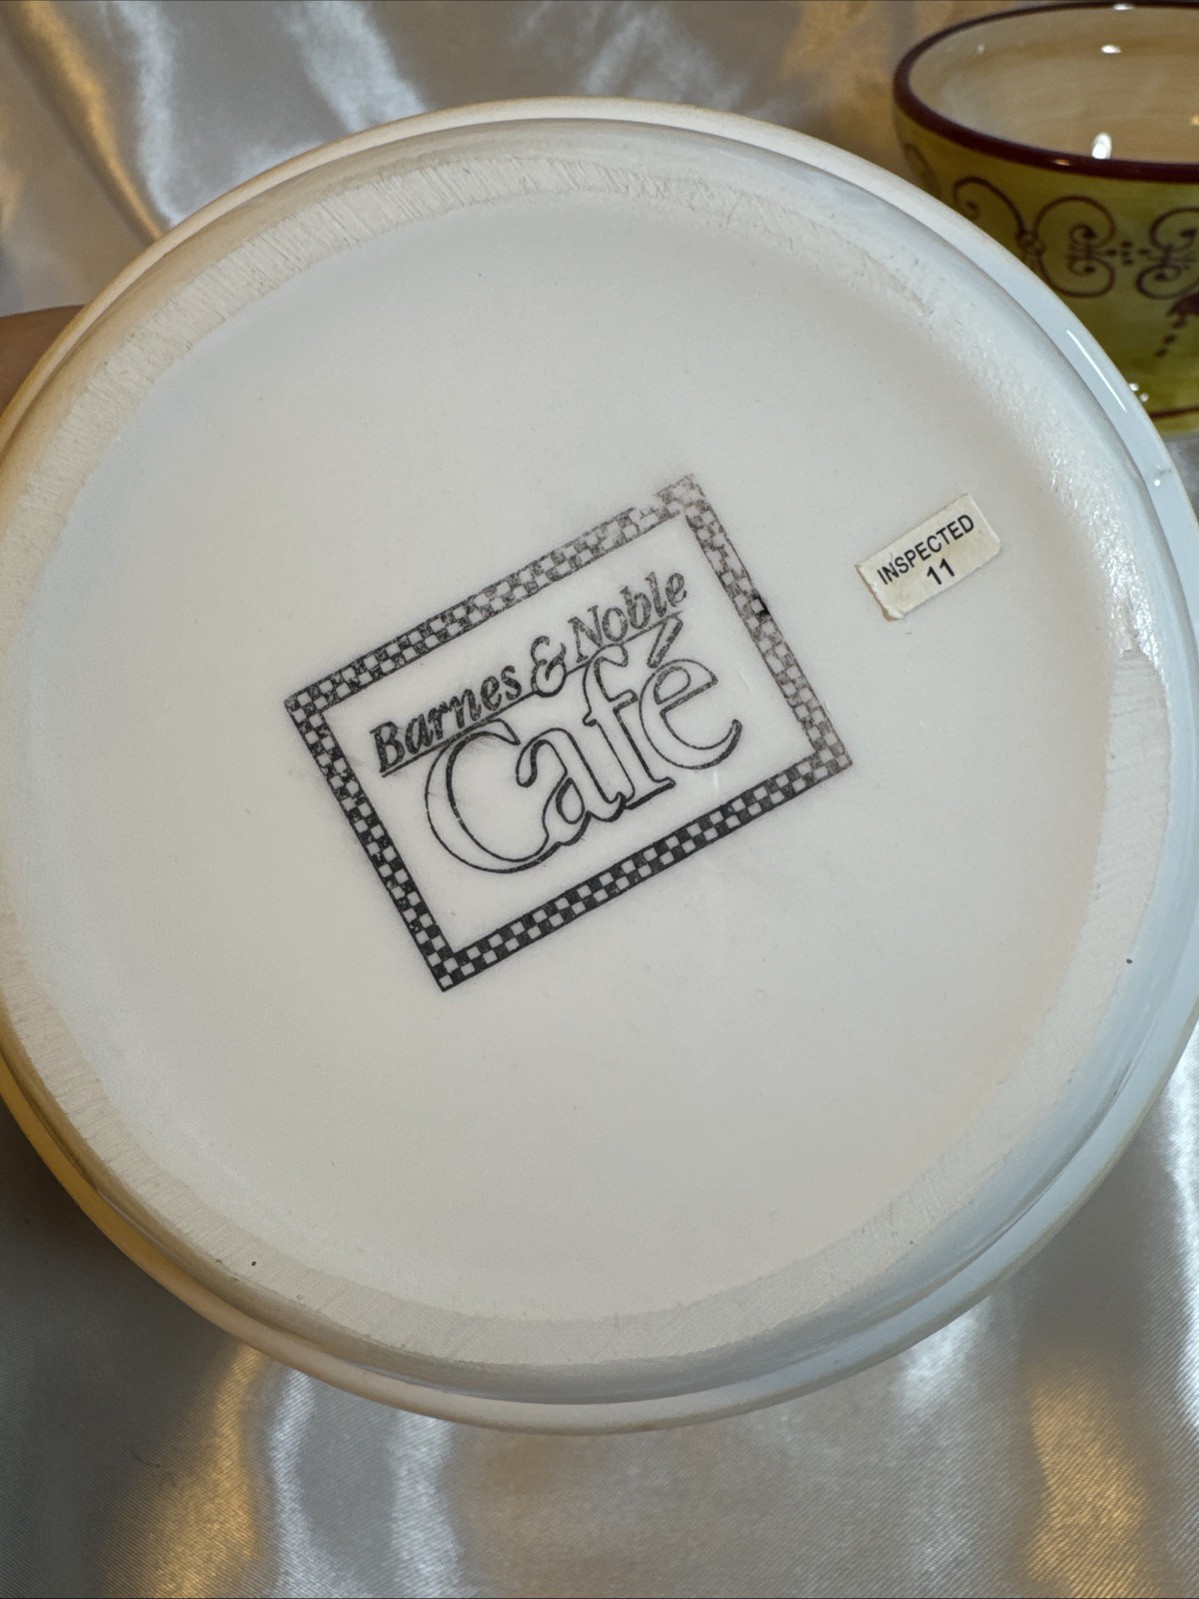 Barnes & Noble
Café
INSPECTED
11